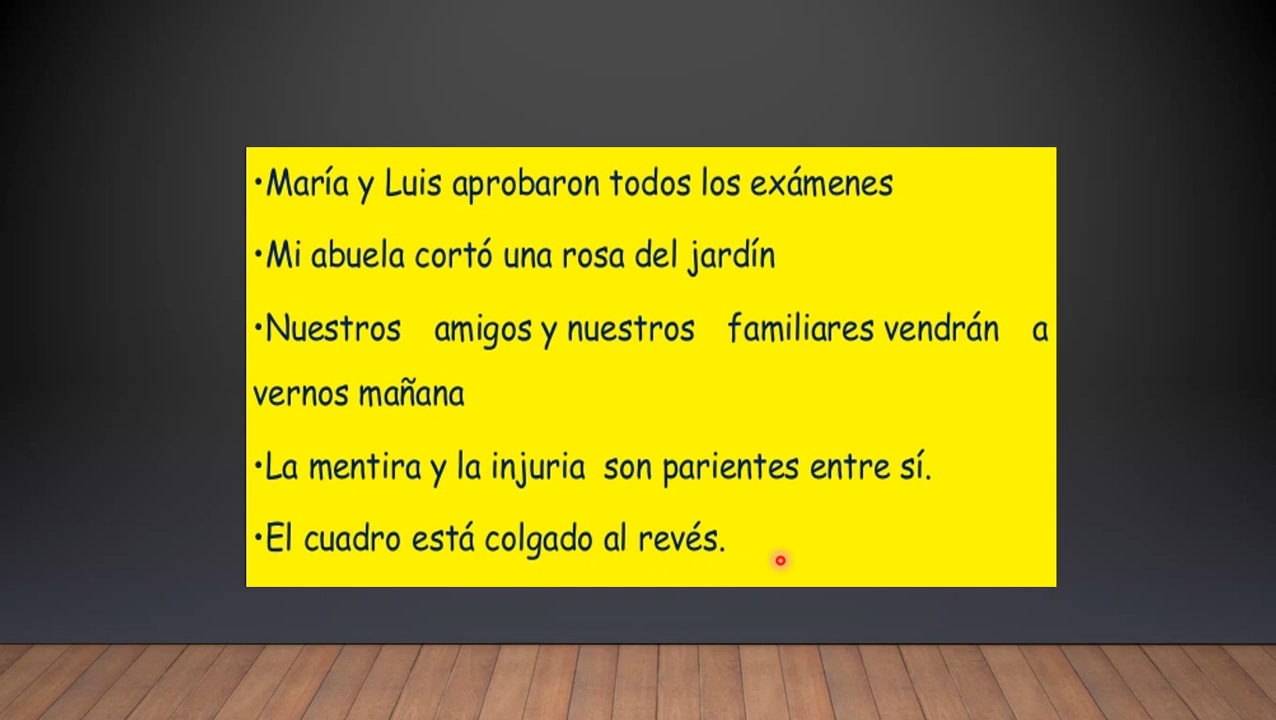 •María y Luis aprobaron todos los exámenes
•Mi abuela cortó una rosa del jardín
•Nuestros amigos y nuestros familiares vendrán a
vernos mañana
•La mentira y la injuria son parientes entre sí.
•El cuadro está colgado al revés.